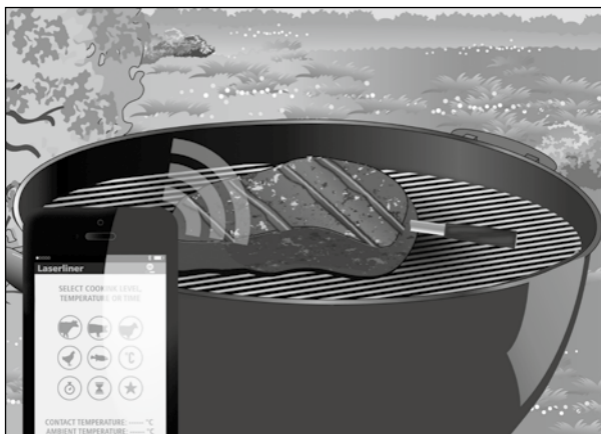 Laserliner
SELECT COOKING LEVEL,
TEMPERATURE OR TIME
°C
CONTACT TEMPERATURE: —— °C
AMBIENT TEMPERATURE: —— °C